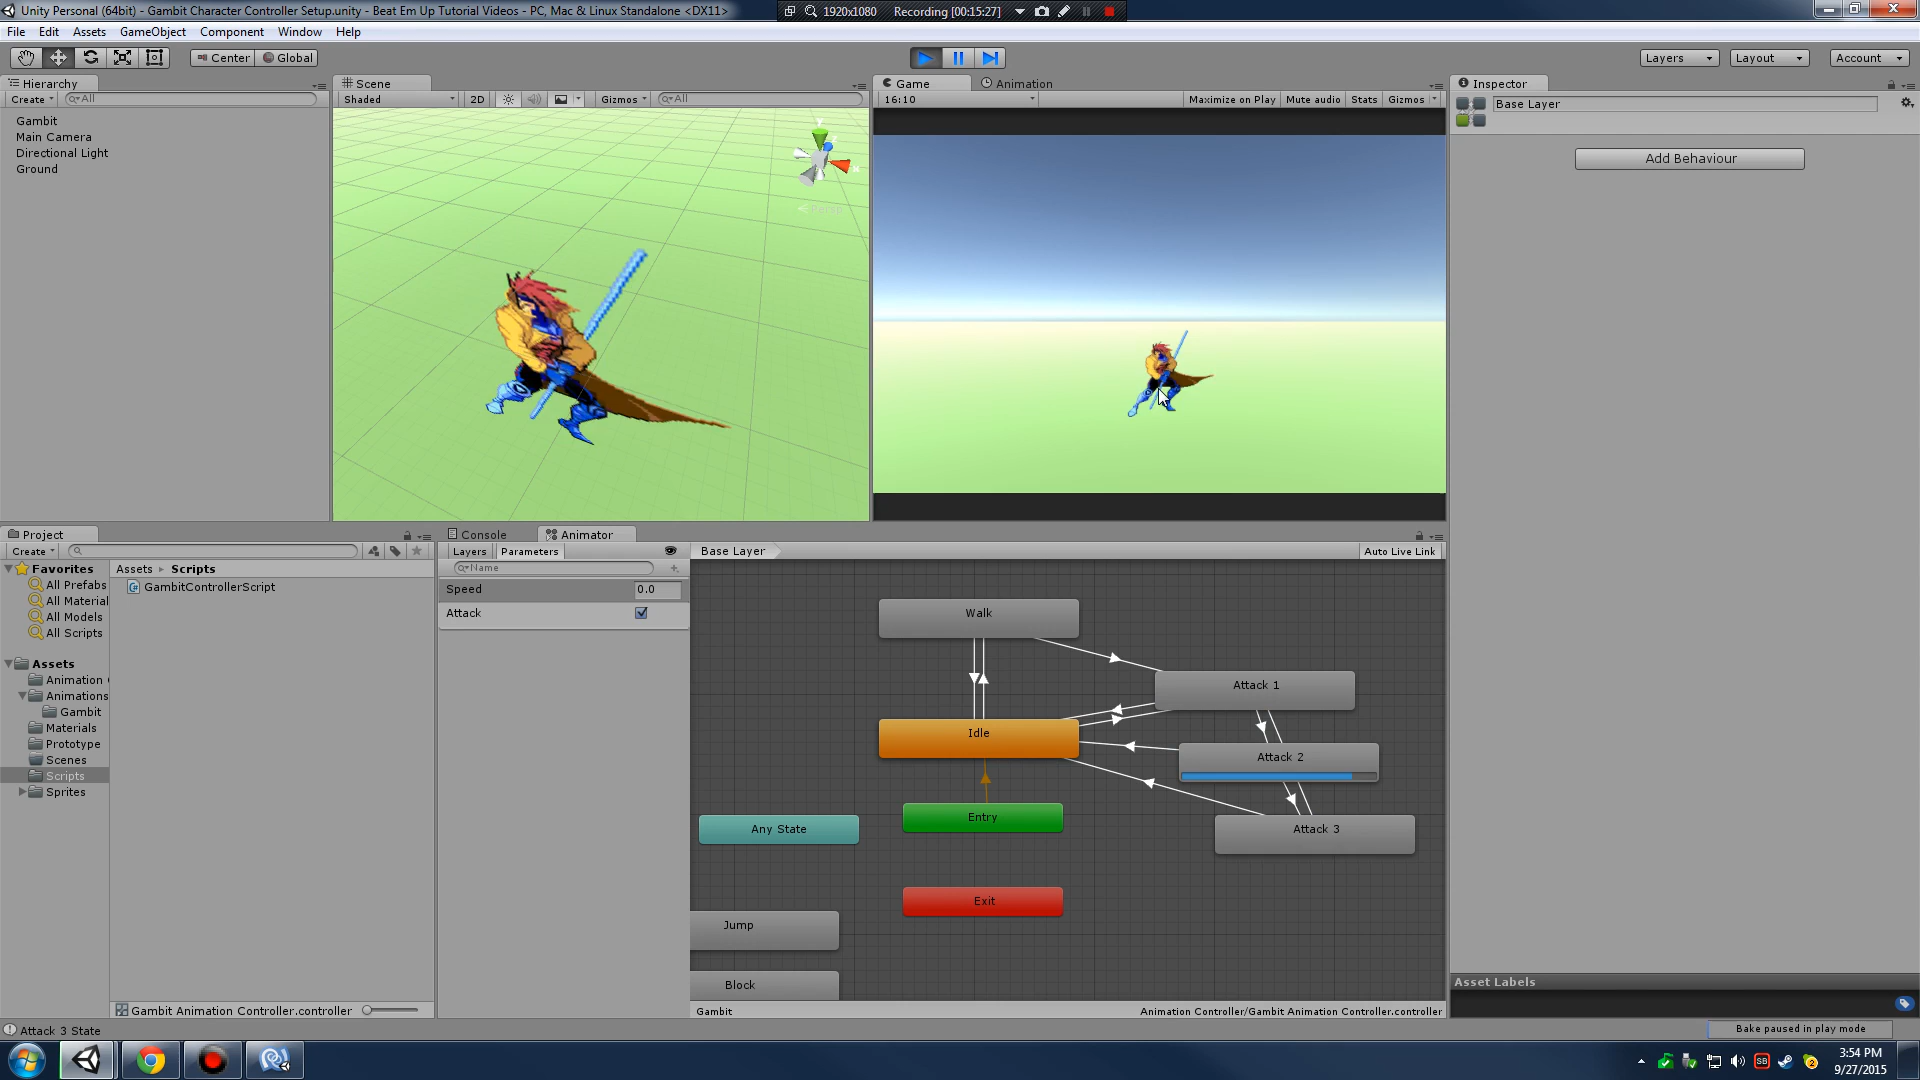 Unity Personal (64bit) - Gambit Character Controller Setup.unity - Beat Em Up Tutorial Videos - PC, Mac & Linux Standalone <DX11>
1920x1080
Recording [00:15:27]
File Edit Assets GameObject Component Window Help
Center Global
Layers
Layout
Account
Hierarchy
Create
All
Gambit
Main Camera
Directional Light
Ground
Scene
Shaded
2D
Gizmos
All
y
x
Persp
Game
Animation
16:10
Maximize on Play
Mute audio
Stats
Gizmos
Inspector
Base Layer
Add Behaviour
Project
Create
Favorites
All Prefabs
All Material
All Models
All Scripts
Assets
Animation
Animations
Gambit
Materials
Prototype
Scenes
Scripts
Sprites
Assets ▸ Scripts
GambitControllerScript
Gambit Animation Controller.controller
Console
Animator
Layers
Parameters
Name
Speed 0.0
Attack
Base Layer
Auto Live Link
Walk
Attack 1
Idle
Attack 2
Entry
Any State
Attack 3
Exit
Jump
Block
Gambit
Animation Controller/Gambit Animation Controller.controller
Asset Labels
Attack 3 State
Bake paused in play mode
3:54 PM
9/27/2015